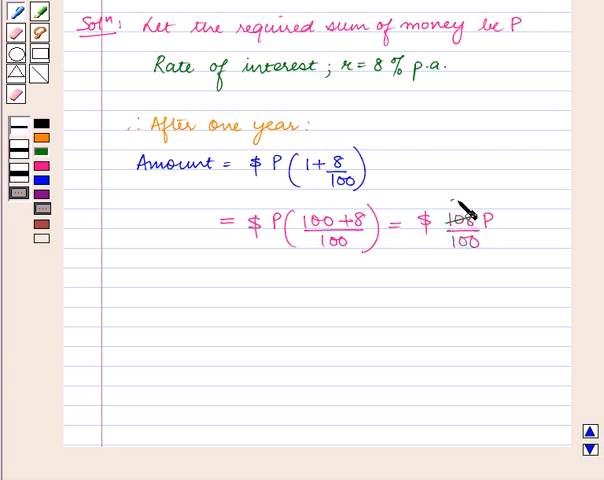 Solⁿ: Let the required sum of money be P
Rate of interest; r = 8 % p.a.
∴ After one year:
Amount = $ P(1 + 8/100)
= $ P(100 + 8/100) = $ 108/100 P